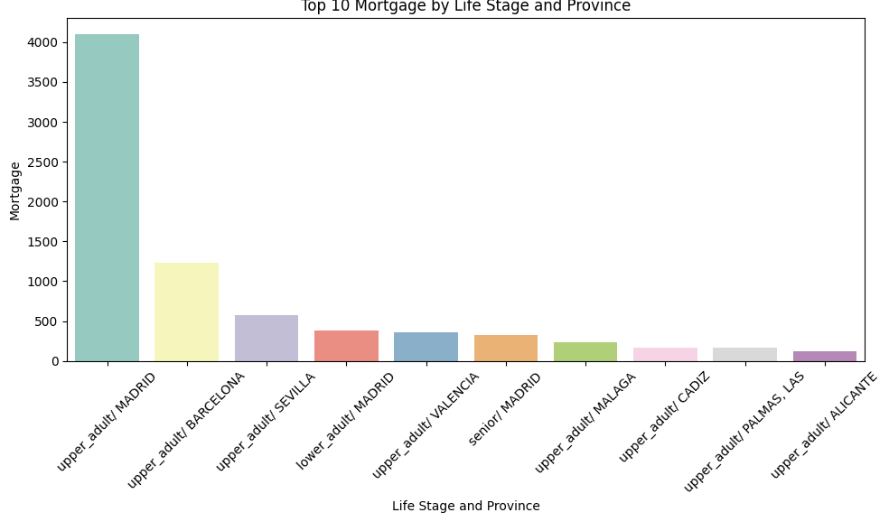 Top 10 Mortgage by Life Stage and Province
4000
3500
3000
2500
2000
1500
1000
500
0
Mortgage
upper_adult/ MADRID
upper_adult/ BARCELONA
upper_adult/ SEVILLA
lower_adult/ MADRID
upper_adult/ VALENCIA
senior/ MADRID
upper_adult/ MALAGA
upper_adult/ CADIZ
upper_adult/ PALMAS, LAS
upper_adult/ ALICANTE
Life Stage and Province